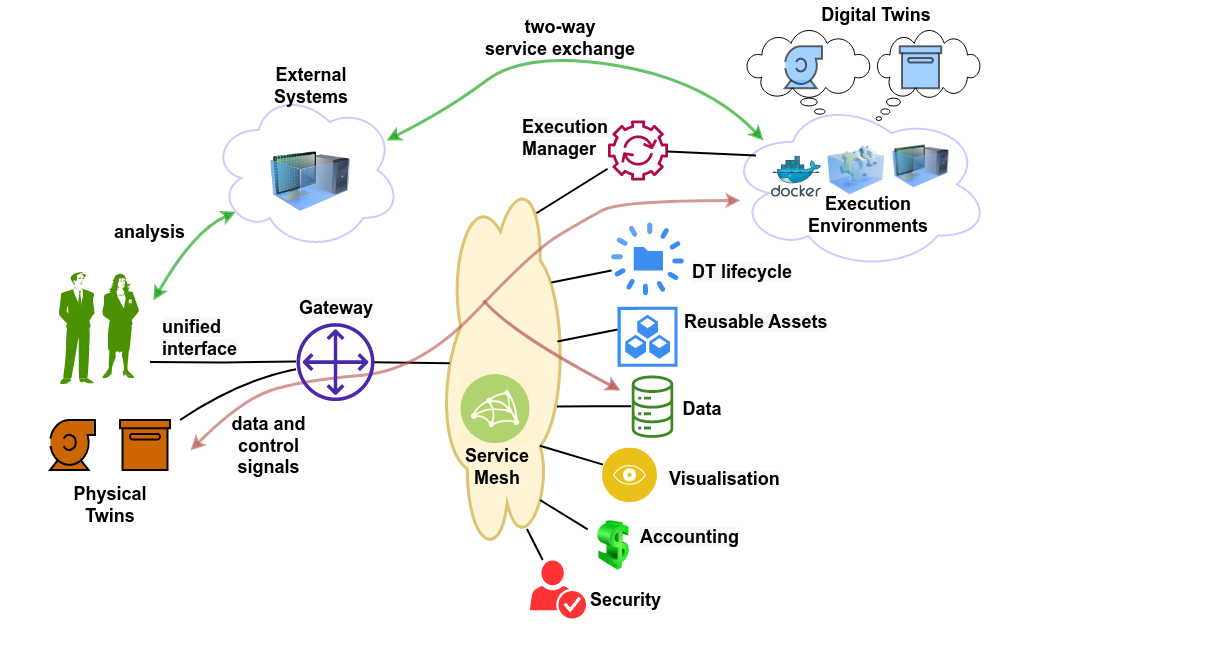 Digital Twins
two-way
service exchange
External
Systems
Execution
Manager
docker
Execution
Environments
analysis
DT lifecycle
Gateway
unified
interface
Reusable Assets
Data
data and
control
signals
Service
Mesh
Visualisation
Physical
Twins
Accounting
Security